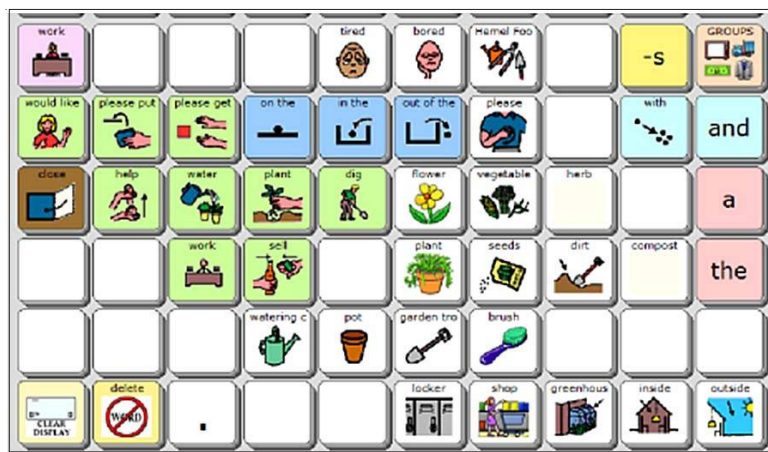 work tired bored Hemel Foo -s GROUPS
would like please put please get on the in the out of the please with and
close help water plant dig flower vegetable herb a
work sell plant seeds dirt compost the
watering c pot garden tro brush
CLEAR DISPLAY delete WORD . locker shop greenhous inside outside